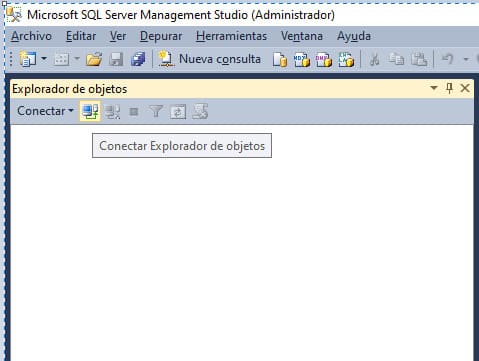 Microsoft SQL Server Management Studio (Administrador)
Archivo Editar Ver Depurar Herramientas Ventana Ayuda
Nueva consulta
Explorador de objetos
Conectar
Conectar Explorador de objetos